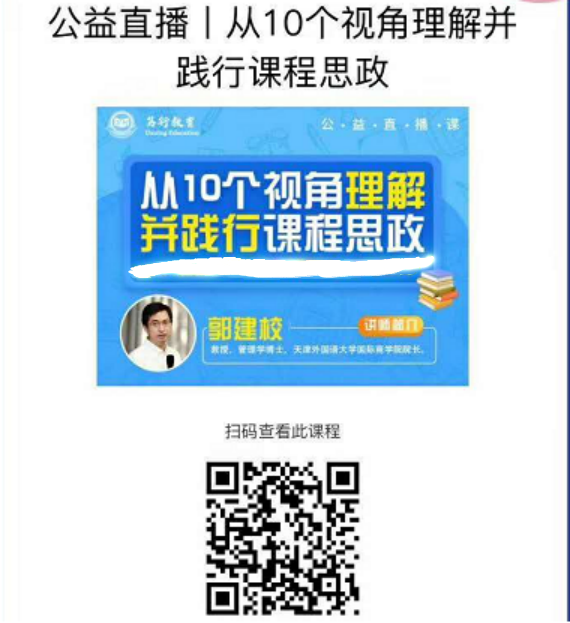 公益直播丨从10个视角理解并
践行课程思政
公·益·直·播·课
从10个视角理解
并践行课程思政
郭建校
讲师简介
教授，管理学博士，天津外国语大学国际商学院院长。
扫码查看此课程